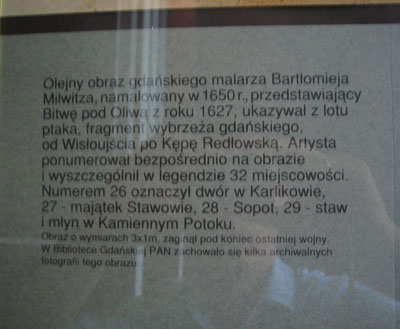 Olejny obraz gdańskiego malarza Bartłomieja
Milwitza, namalowany w 1650 r., przedstawiający
Bitwę pod Oliwą z roku 1627, ukazywał z lotu
ptaka, fragment wybrzeża gdańskiego,
od Wisłoujścia po Kępę Redłowską. Artysta
ponumerował bezpośrednio na obrazie
i wyszczególnił w legendzie 32 miejscowości.
Numerem 26 oznaczył dwór w Karlikowie,
27 - majątek Stawowie, 28 - Sopot, 29 - staw
i młyn w Kamiennym Potoku.
Obraz o wymiarach 3x1m, zaginął pod koniec ostatniej wojny.
W Bibliotece Gdańskiej PAN zachowało się kilka archiwalnych
fotografii tego obrazu.